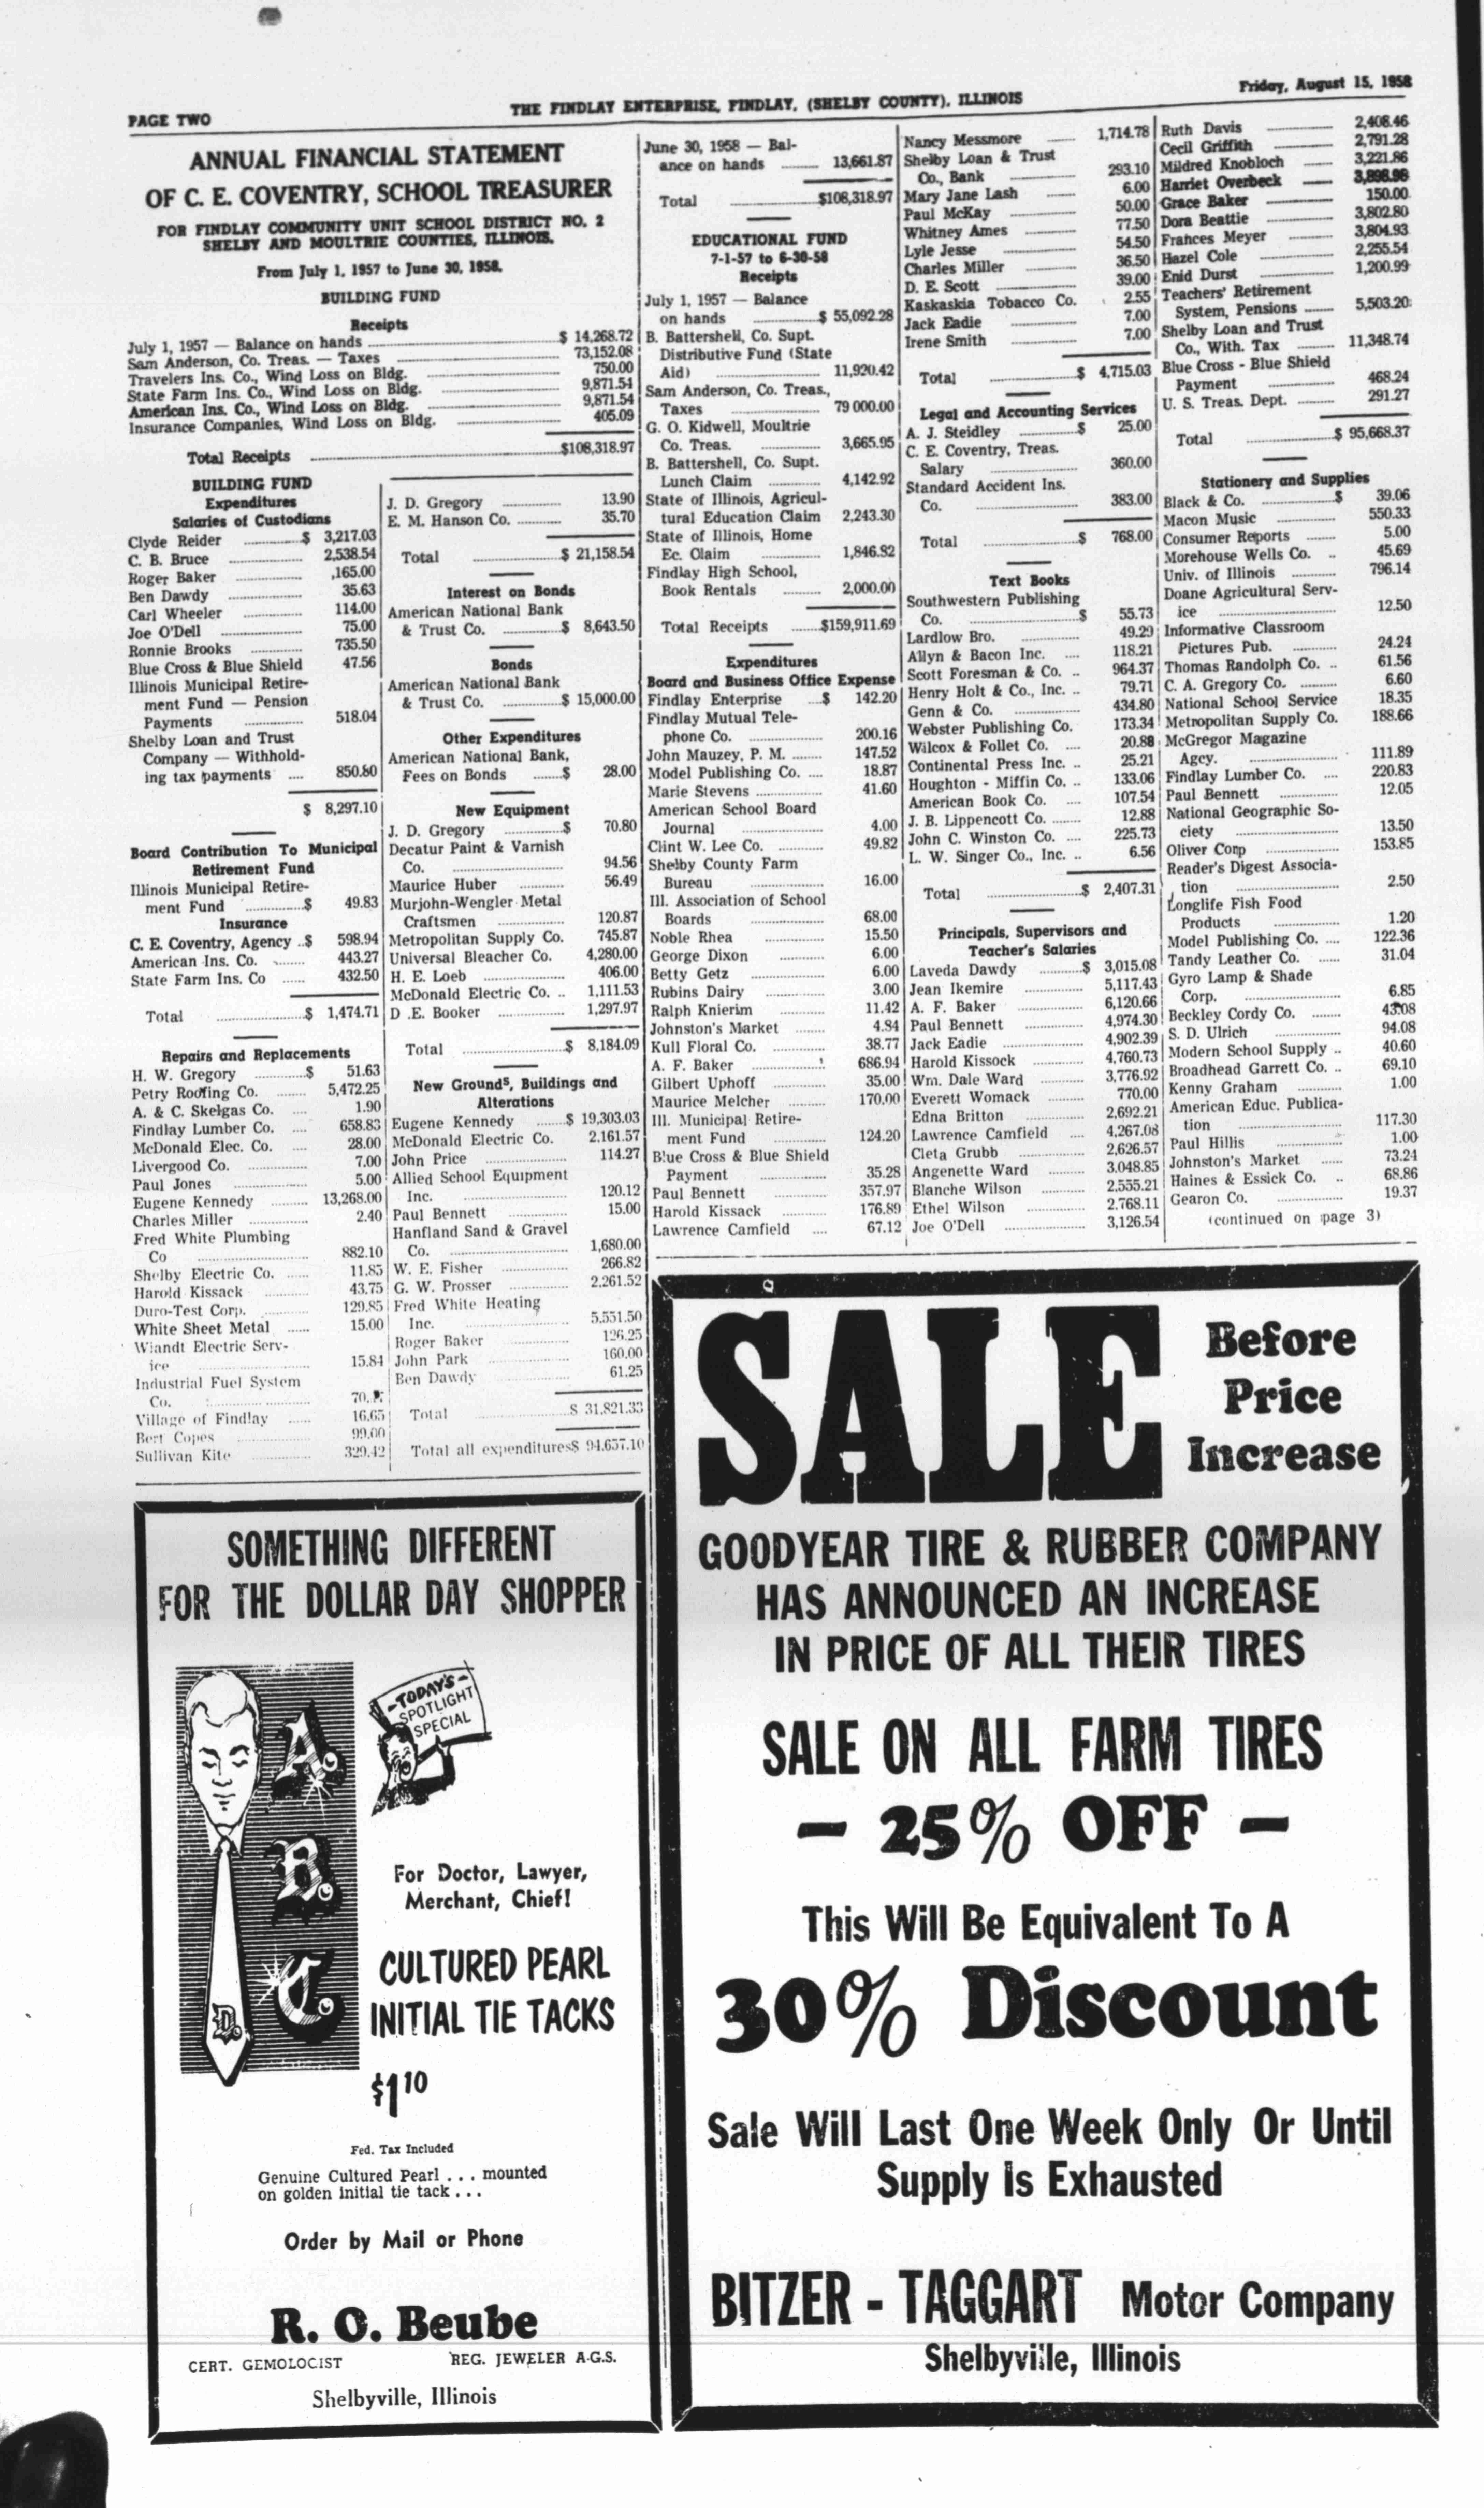 PAGE TWO
THE FINDLAY ENTERPRISE, FINDLAY, (SHELBY COUNTY), ILLINOIS
Friday, August 15, 1958
ANNUAL FINANCIAL STATEMENT
OF C. E. COVENTRY, SCHOOL TREASURER
FOR FINDLAY COMMUNITY UNIT SCHOOL DISTRICT NO. 2
SHELBY AND MOULTRIE COUNTIES, ILLINOIS.
From July 1, 1957 to June 30, 1958.
BUILDING FUND
Receipts
July 1, 1957 — Balance on hands $ 14,268.72
Sam Anderson, Co. Treas. — Taxes 73,152.08
Travelers Ins. Co., Wind Loss on Bldg. 750.00
State Farm Ins. Co., Wind Loss on Bldg. 9,871.54
American Ins. Co., Wind Loss on Bldg. 9,871.54
Insurance Companies, Wind Loss on Bldg. 405.09
Total Receipts $108,318.97
BUILDING FUND
Expenditures
Salaries of Custodians
Clyde Reider $ 3,217.03
C. B. Bruce 2,538.54
Roger Baker ,165.00
Ben Dawdy 35.63
Carl Wheeler 114.00
Joe O'Dell 75.00
Ronnie Brooks 735.50
Blue Cross & Blue Shield 47.56
Illinois Municipal Retire-
ment Fund — Pension
Payments 518.04
Shelby Loan and Trust
Company — Withhold-
ing tax payments 850.80
$ 8,297.10
Board Contribution To Municipal
Retirement Fund
Illinois Municipal Retire-
ment Fund $ 49.83
Insurance
C. E. Coventry, Agency $ 598.94
American Ins. Co. 443.27
State Farm Ins. Co 432.50
Total $ 1,474.71
Repairs and Replacements
H. W. Gregory $ 51.63
Petry Roofing Co. 5,472.25
A. & C. Skelgas Co. 1.90
Findlay Lumber Co. 658.83
McDonald Elec. Co. 28.00
Livergood Co. 7.00
Paul Jones 5.00
Eugene Kennedy 13,268.00
Charles Miller 2.40
Fred White Plumbing
Co 882.10
Shelby Electric Co. 11.85
Harold Kissack 43.75
Duro-Test Corp. 129.85
White Sheet Metal 15.00
Wiandt Electric Serv-
ice 15.84
Industrial Fuel System
Co. 70.
Village of Findlay 16.65
Bert Copes 99.00
Sullivan Kite 329.42
J. D. Gregory 13.90
E. M. Hanson Co. 35.70
Total $ 21,158.54
Interest on Bonds
American National Bank
& Trust Co. $ 8,643.50
Bonds
American National Bank
& Trust Co. $ 15,000.00
Other Expenditures
American National Bank,
Fees on Bonds $ 28.00
New Equipment
J. D. Gregory $ 70.80
Decatur Paint & Varnish
Co. 94.56
Maurice Huber 56.49
Murjohn-Wengler Metal
Craftsmen 120.87
Metropolitan Supply Co. 745.87
Universal Bleacher Co. 4,280.00
H. E. Loeb 406.00
McDonald Electric Co. 1,111.53
D .E. Booker 1,297.97
Total $ 8,184.09
New Grounds, Buildings and
Alterations
Eugene Kennedy $ 19,303.03
McDonald Electric Co. 2,161.57
John Price 114.27
Allied School Equipment
Inc. 120.12
Paul Bennett 15.00
Hanfland Sand & Gravel
Co. 1,680.00
W. E. Fisher 266.82
G. W. Prosser 2,261.52
Fred White Heating
Inc. 5,551.50
Roger Baker 126.25
John Park 160.00
Ben Dawdy 61.25
Total $ 31,821.33
Total all expenditures$ 94,657.10
June 30, 1958 — Bal-
ance on hands 13,661.87
Total $108,318.97
EDUCATIONAL FUND
7-1-57 to 6-30-58
Receipts
July 1, 1957 — Balance
on hands $ 55,092.28
B. Battershell, Co. Supt.
Distributive Fund (State
Aid) 11,920.42
Sam Anderson, Co. Treas.,
Taxes 79 000.00
G. O. Kidwell, Moultrie
Co. Treas. 3,665.95
B. Battershell, Co. Supt.
Lunch Claim 4,142.92
State of Illinois, Agricul-
tural Education Claim 2,243.30
State of Illinois, Home
Ec. Claim 1,846.82
Findlay High School,
Book Rentals 2,000.00
Total Receipts $159,911.69
Expenditures
Board and Business Office Expense
Findlay Enterprise $ 142.20
Findlay Mutual Tele-
phone Co. 200.16
John Mauzey, P. M. 147.52
Model Publishing Co. 18.87
Marie Stevens 41.60
American School Board
Journal 4.00
Clint W. Lee Co. 49.82
Shelby County Farm
Bureau 16.00
Ill. Association of School
Boards 68.00
Noble Rhea 15.50
George Dixon 6.00
Betty Getz 6.00
Rubins Dairy 3.00
Ralph Knierim 11.42
Johnston's Market 4.84
Kull Floral Co. 38.77
A. F. Baker 686.94
Gilbert Uphoff 35.00
Maurice Melcher 170.00
Ill. Municipal Retire-
ment Fund 124.20
Blue Cross & Blue Shield
Payment 35.28
Paul Bennett 357.97
Harold Kissack 176.89
Lawrence Camfield 67.12
Nancy Messmore 1,714.78
Shelby Loan & Trust
Co., Bank 293.10
Mary Jane Lash 6.00
Paul McKay 50.00
Whitney Ames 77.50
Lyle Jesse 54.50
Charles Miller 36.50
D. E. Scott 39.00
Kaskaskia Tobacco Co. 2.55
Jack Eadie 7.00
Irene Smith 7.00
Total $ 4,715.03
Legal and Accounting Services
A. J. Steidley $ 25.00
C. E. Coventry, Treas.
Salary 360.00
Standard Accident Ins.
Co. 383.00
Total $ 768.00
Text Books
Southwestern Publishing
Co. $ 55.73
Lardlow Bro. 49.29
Allyn & Bacon Inc. 118.21
Scott Foresman & Co. 964.37
Henry Holt & Co., Inc. 79.71
Genn & Co. 434.80
Webster Publishing Co. 173.34
Wilcox & Follet Co. 20.88
Continental Press Inc. 25.21
Houghton - Miffin Co. 133.06
American Book Co. 107.54
J. B. Lippencott Co. 12.88
John C. Winston Co. 225.73
L. W. Singer Co., Inc. 6.56
Total $ 2,407.31
Principals, Supervisors and
Teacher's Salaries
Laveda Dawdy $ 3,015.08
Jean Ikemire 5,117.43
A. F. Baker 6,120.66
Paul Bennett 4,974.30
Jack Eadie 4,902.39
Harold Kissock 4,760.73
Wm. Dale Ward 3,776.92
Everett Womack 770.00
Edna Britton 2,692.21
Lawrence Camfield 4,267.08
Cleta Grubb 2,626.57
Angenette Ward 3,048.85
Blanche Wilson 2,555.21
Ethel Wilson 2,768.11
Joe O'Dell 3,126.54
Ruth Davis 2,408.46
Cecil Griffith 2,791.28
Mildred Knobloch 3,221.86
Harriet Overbeck 3,898.98
Grace Baker 150.00
Dora Beattie 3,802.80
Frances Meyer 3,804.93
Hazel Cole 2,255.54
Enid Durst 1,200.99
Teachers' Retirement
System, Pensions 5,503.20
Shelby Loan and Trust
Co., With. Tax 11,348.74
Blue Cross - Blue Shield
Payment 468.24
U. S. Treas. Dept. 291.27
Total $ 95,668.37
Stationery and Supplies
Black & Co. $ 39.06
Macon Music 550.33
Consumer Reports 5.00
Morehouse Wells Co. 45.69
Univ. of Illinois 796.14
Doane Agricultural Serv-
ice 12.50
Informative Classroom
Pictures Pub. 24.24
Thomas Randolph Co. 61.56
C. A. Gregory Co. 6.60
National School Service 18.35
Metropolitan Supply Co. 188.66
McGregor Magazine
Agcy. 111.89
Findlay Lumber Co. 220.83
Paul Bennett 12.05
National Geographic So-
ciety 13.50
Oliver Corp 153.85
Reader's Digest Associa-
tion 2.50
Longlife Fish Food
Products 1.20
Model Publishing Co. 122.36
Tandy Leather Co. 31.04
Gyro Lamp & Shade
Corp. 6.85
Beckley Cordy Co.
S. D. Ulrich 94.08
Modern School Supply 40.60
Broadhead Garrett Co. 69.10
Kenny Graham 1.00
American Educ. Publica-
tion 117.30
Paul Hillis 1.00
Johnston's Market 73.24
Haines & Essick Co. 68.86
Gearon Co. 19.37
(continued on page 3)
SOMETHING DIFFERENT
FOR THE DOLLAR DAY SHOPPER
A.
B.
C.
D.
-TODAY'S-
SPOTLIGHT
SPECIAL
For Doctor, Lawyer,
Merchant, Chief!
CULTURED PEARL
INITIAL TIE TACKS
$1 10
Fed. Tax Included
Genuine Cultured Pearl . . . mounted
on golden initial tie tack . . .
Order by Mail or Phone
R. O. Beube
CERT. GEMOLOCIST REG. JEWELER A.G.S.
Shelbyville, Illinois
SALE
Before
Price
Increase
GOODYEAR TIRE & RUBBER COMPANY
HAS ANNOUNCED AN INCREASE
IN PRICE OF ALL THEIR TIRES
SALE ON ALL FARM TIRES
— 25% OFF —
This Will Be Equivalent To A
30% Discount
Sale Will Last One Week Only Or Until
Supply Is Exhausted
BITZER - TAGGART Motor Company
Shelbyville, Illinois